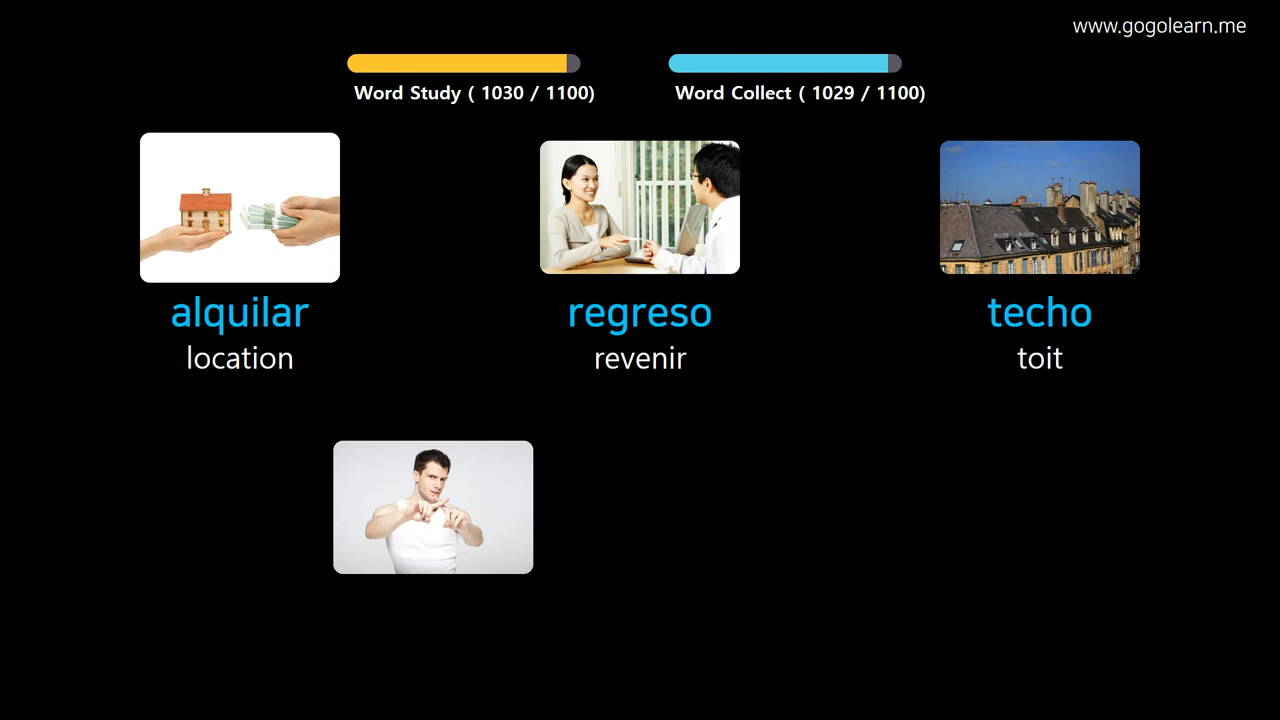 www.gogolearn.me
Word Study ( 1030 / 1100)
Word Collect ( 1029 / 1100)
alquilar
location
regreso
revenir
techo
toit